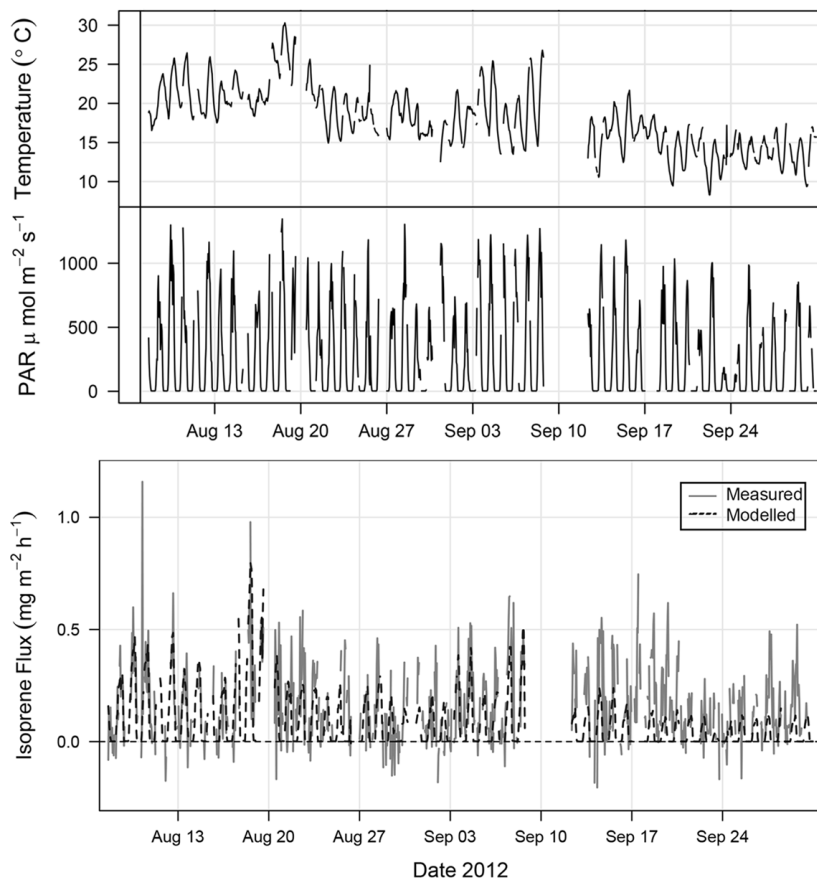 Temperature (° C)
30
25
20
15
10
PAR μ mol m⁻² s⁻¹
1000
500
0
Aug 13 Aug 20 Aug 27 Sep 03 Sep 10 Sep 17 Sep 24
Isoprene Flux (mg m⁻² h⁻¹)
1.0
0.5
0.0
Measured
Modelled
Aug 13 Aug 20 Aug 27 Sep 03 Sep 10 Sep 17 Sep 24
Date 2012